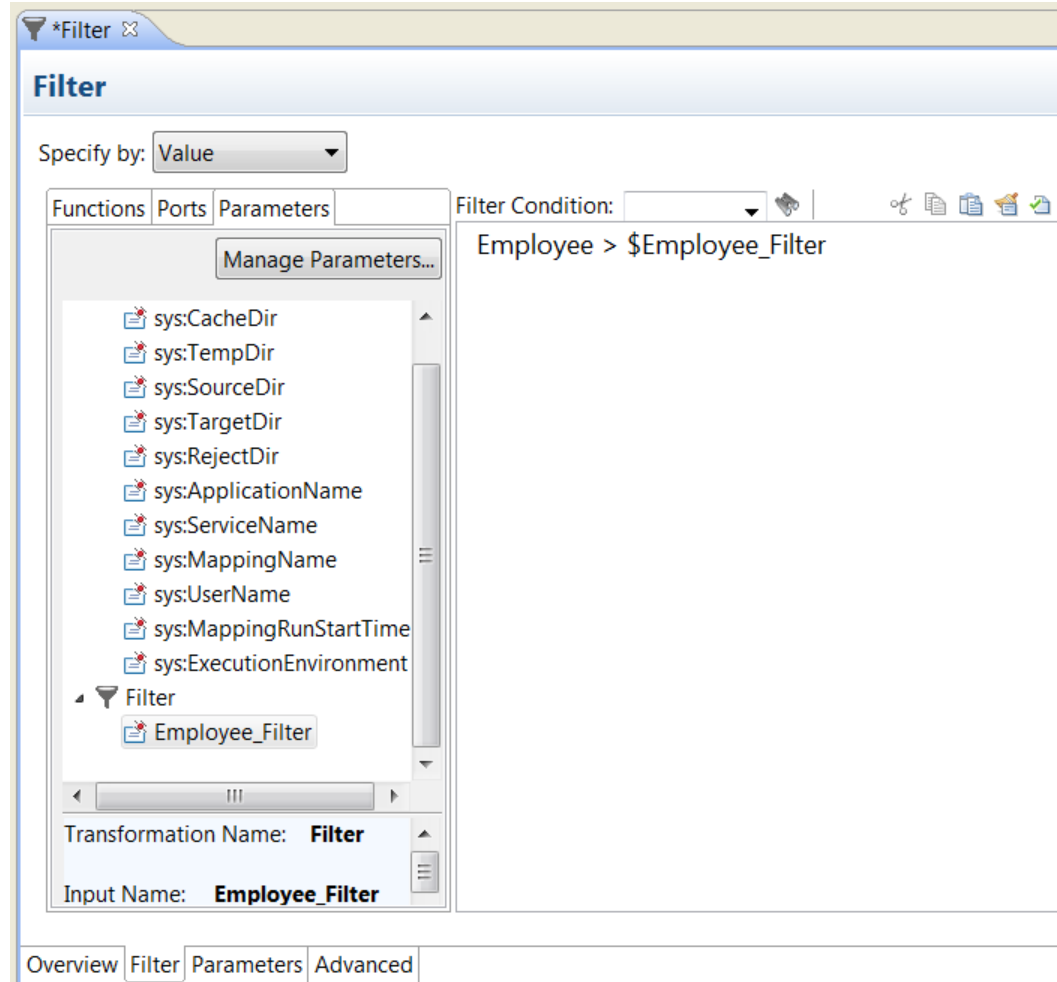 *Filter
Filter
Specify by: Value
Functions Ports Parameters
Manage Parameters...
sys:CacheDir
sys:TempDir
sys:SourceDir
sys:TargetDir
sys:RejectDir
sys:ApplicationName
sys:ServiceName
sys:MappingName
sys:UserName
sys:MappingRunStartTime
sys:ExecutionEnvironment
Filter
Employee_Filter
Transformation Name: Filter
Input Name: Employee_Filter
Filter Condition:
Employee > $Employee_Filter
Overview Filter Parameters Advanced